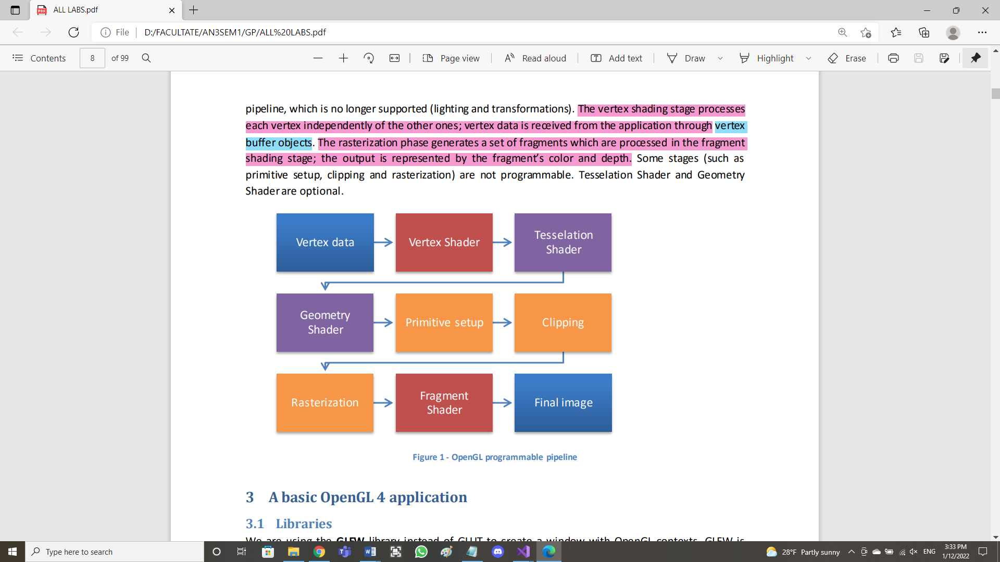 ALL LABS.pdf
File D:/FACULTATE/AN3SEM1/GP/ALL%20LABS.pdf
Contents 8 of 99 Page view Read aloud Add text Draw Highlight Erase
pipeline, which is no longer supported (lighting and transformations). The vertex shading stage processes
each vertex independently of the other ones; vertex data is received from the application through vertex
buffer objects. The rasterization phase generates a set of fragments which are processed in the fragment
shading stage; the output is represented by the fragment's color and depth. Some stages (such as
primitive setup, clipping and rasterization) are not programmable. Tesselation Shader and Geometry
Shader are optional.
Vertex data
Vertex Shader
Tesselation
Shader
Geometry
Shader
Primitive setup
Clipping
Rasterization
Fragment
Shader
Final image
Figure 1 - OpenGL programmable pipeline
3 A basic OpenGL 4 application
3.1 Libraries
We are using the GLFW library instead of GLUT to create a window with OpenGL contexts. GLFW is
Type here to search
28°F Partly sunny
ENG
3:33 PM
1/12/2022